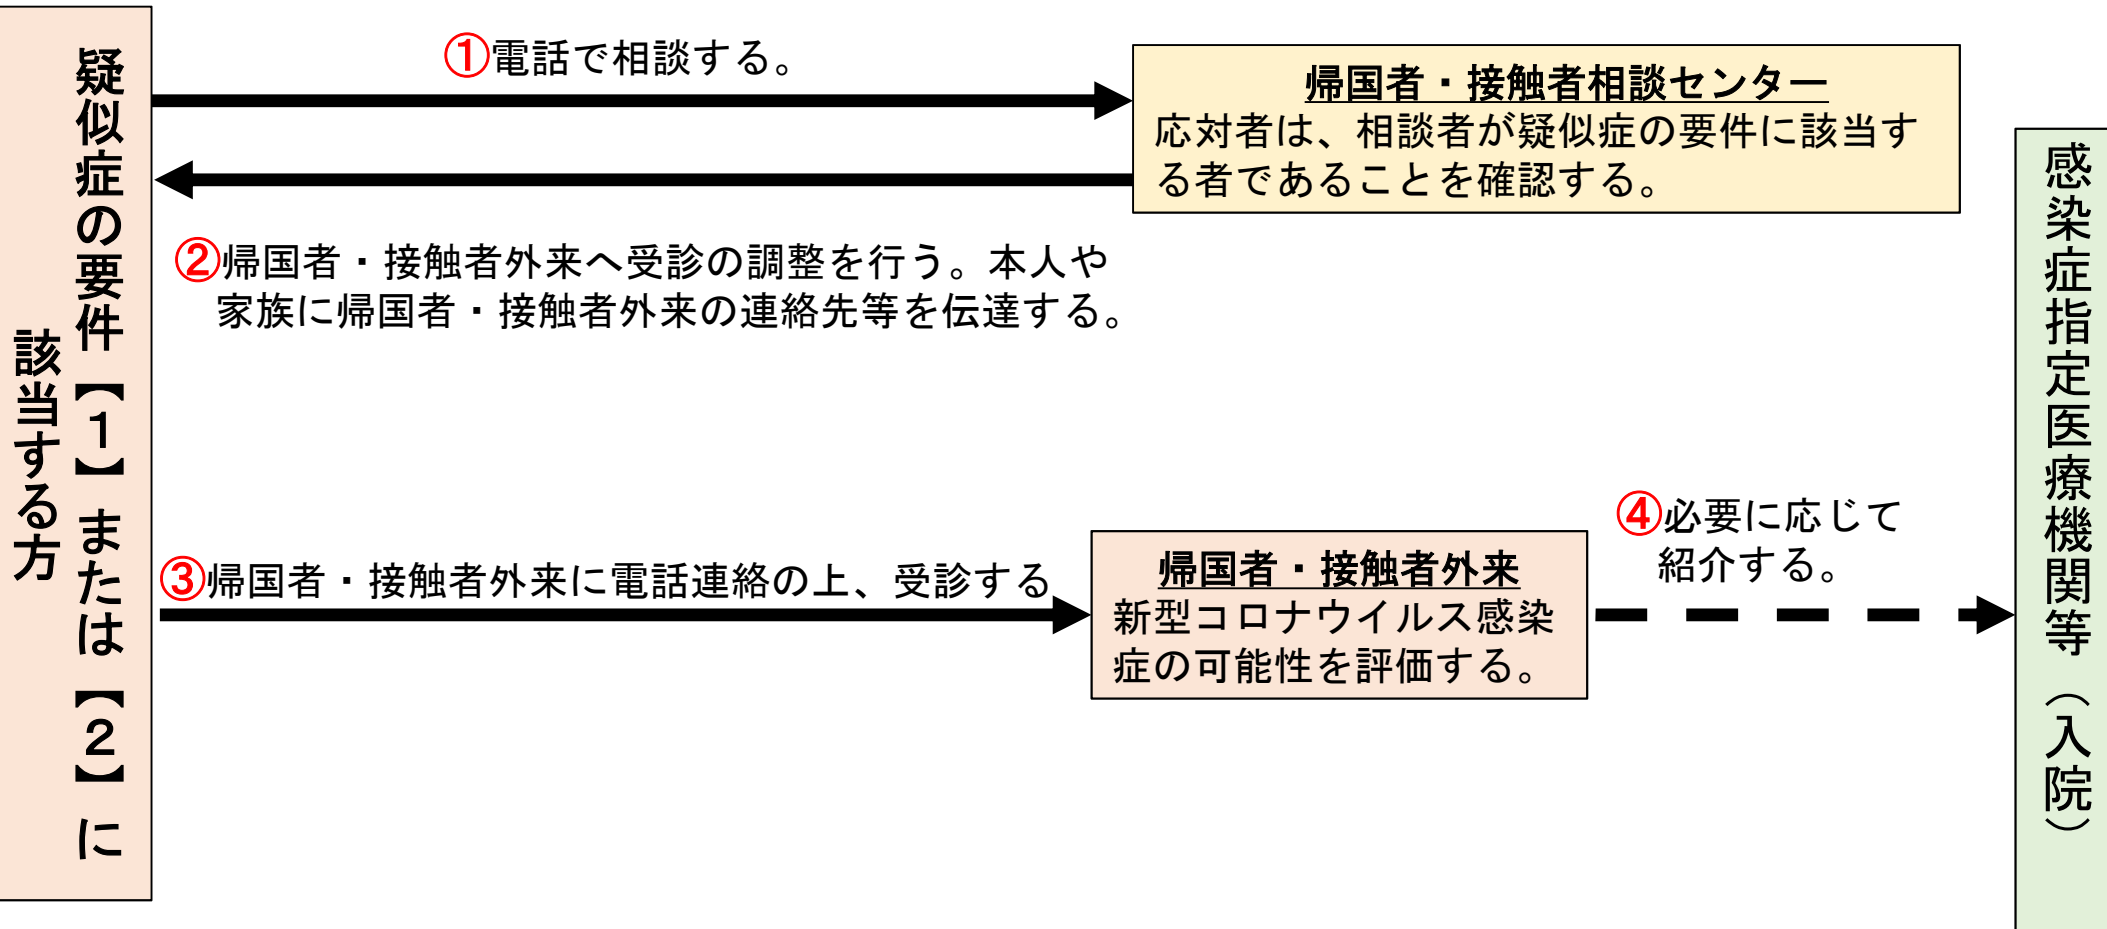 疑似症の要件【1】または【2】に
該当する方
①電話で相談する。
帰国者・接触者相談センター
応対者は、相談者が疑似症の要件に該当す
る者であることを確認する。
②帰国者・接触者外来へ受診の調整を行う。本人や
家族に帰国者・接触者外来の連絡先等を伝達する。
③帰国者・接触者外来に電話連絡の上、受診する
帰国者・接触者外来
新型コロナウイルス感染
症の可能性を評価する。
④必要に応じて
紹介する。
感染症指定医療機関等（入院）